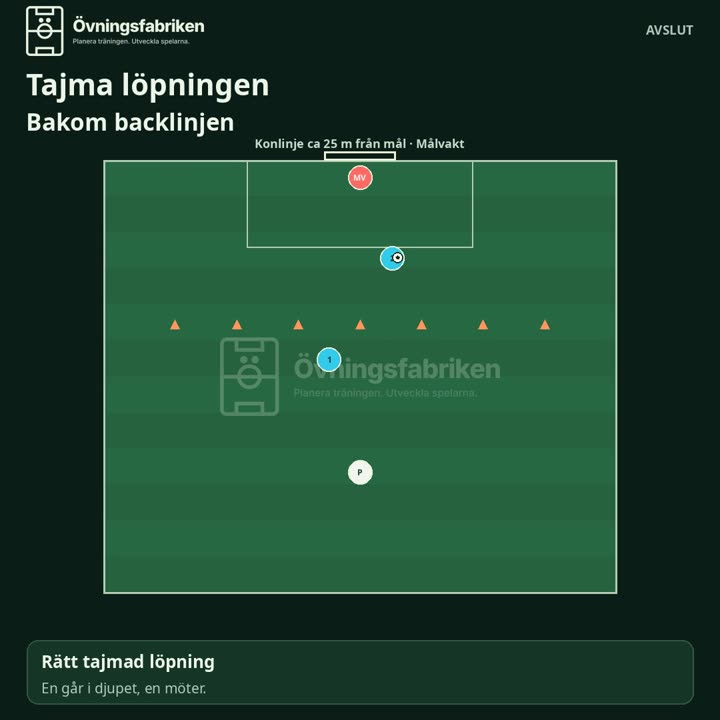 Övningsfabriken
Planera träningen. Utveckla spelarna.
AVSLUT
Tajma löpningen
Bakom backlinjen
Konlinje ca 25 m från mål · Målvakt
MV
1
Övningsfabriken
Planera träningen. Utveckla spelarna.
P
Rätt tajmad löpning
En går i djupet, en möter.